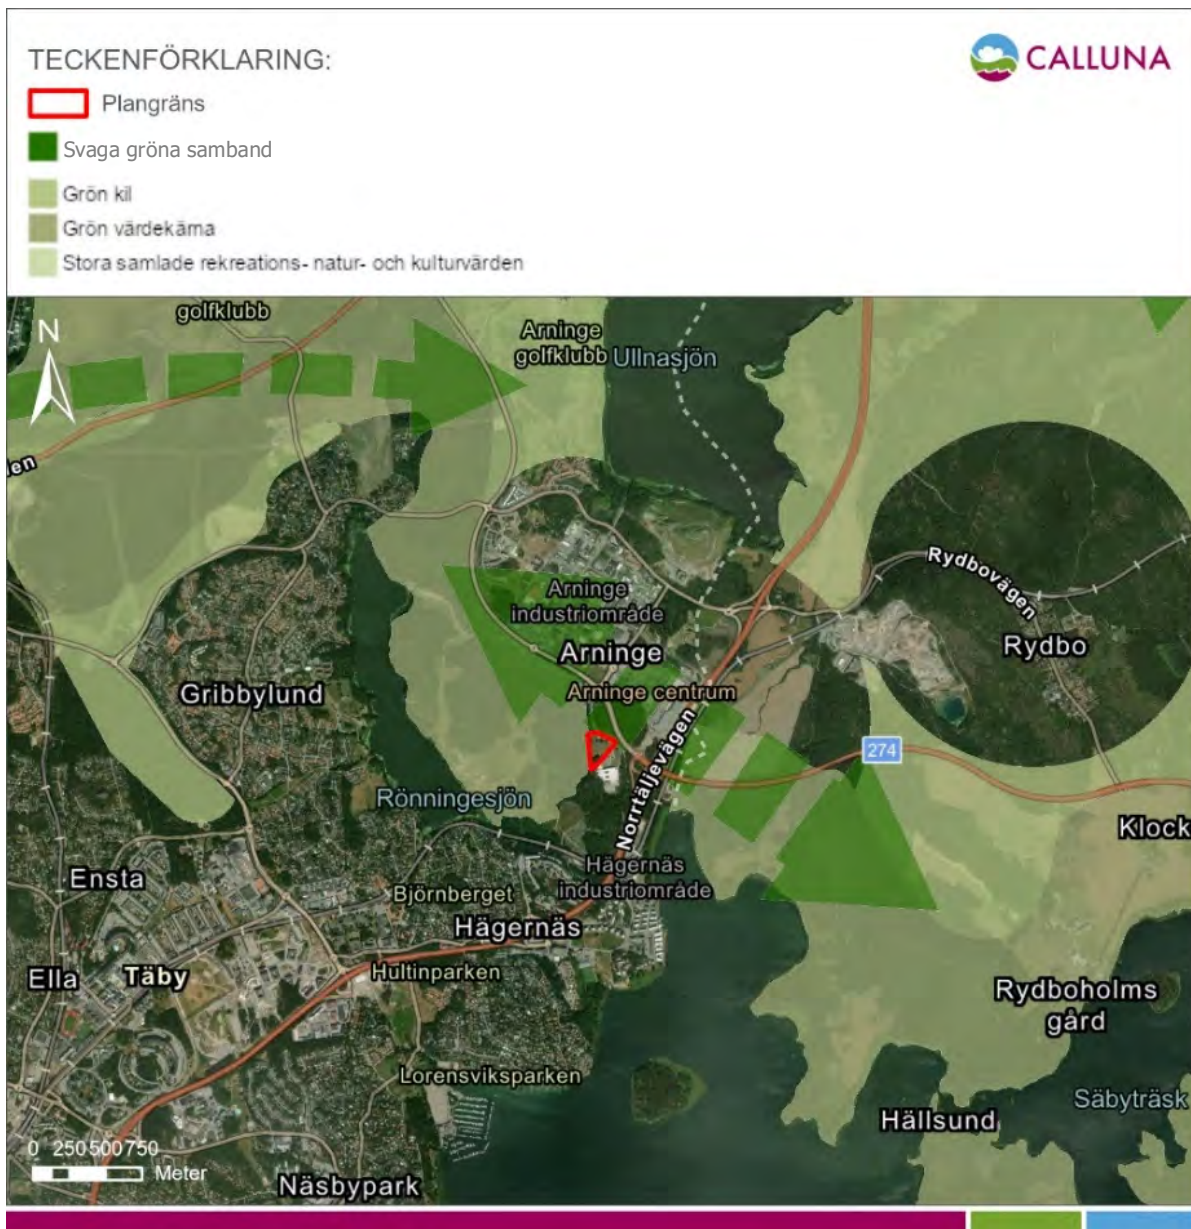 TECKENFÖRKLARING:
CALLUNA
Plangräns
Svaga gröna samband
Grön kil
Grön värdekärna
Stora samlade rekreations- natur- och kulturvärden
golfklubb
N
Arninge
golfklubb
Ullnasjön
len
Rydbovägen
Arninge
industriområde
Rydbo
Arninge
Gribbylund
Arninge centrum
274
Norrtäljevägen
Rönningesjön
Klock
Hägernäs
industriområde
Ensta
Björnberget
Hägernäs
Ella
Täby
Hultinparken
Rydboholms
gård
Lorensviksparken
Säbyträsk
Hällsund
0 250 500 750
Meter
Näsbypark